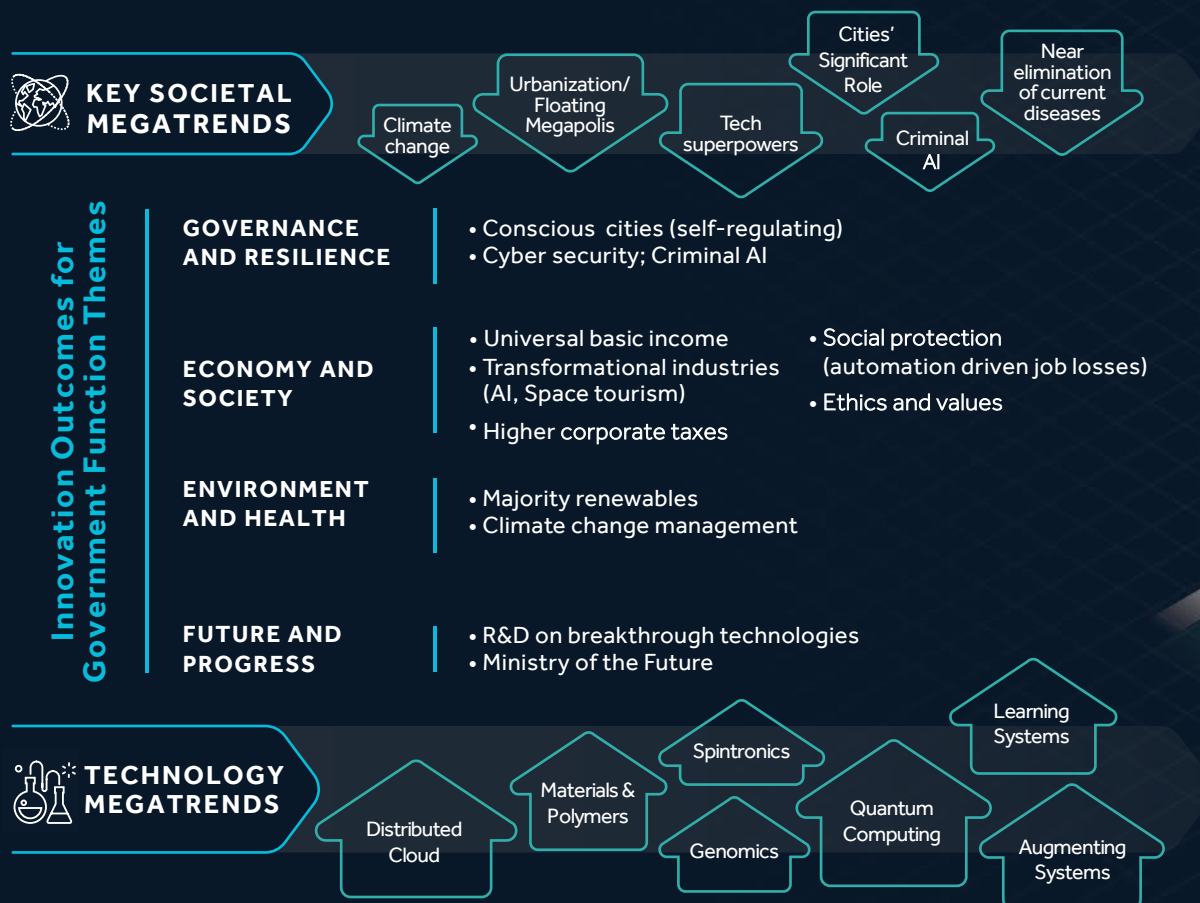 KEY SOCIETAL
MEGATRENDS
Climate
change
Urbanization/
Floating
Megapolis
Tech
superpowers
Cities’
Significant
Role
Criminal
AI
Near
elimination
of current
diseases
Innovation Outcomes for
Government Function Themes
GOVERNANCE
AND RESILIENCE
• Conscious cities (self-regulating)
• Cyber security; Criminal AI
ECONOMY AND
SOCIETY
• Universal basic income
• Transformational industries
(AI, Space tourism)
• Higher corporate taxes
• Social protection
(automation driven job losses)
• Ethics and values
ENVIRONMENT
AND HEALTH
• Majority renewables
• Climate change management
FUTURE AND
PROGRESS
• R&D on breakthrough technologies
• Ministry of the Future
TECHNOLOGY
MEGATRENDS
Distributed
Cloud
Materials &
Polymers
Spintronics
Genomics
Quantum
Computing
Learning
Systems
Augmenting
Systems